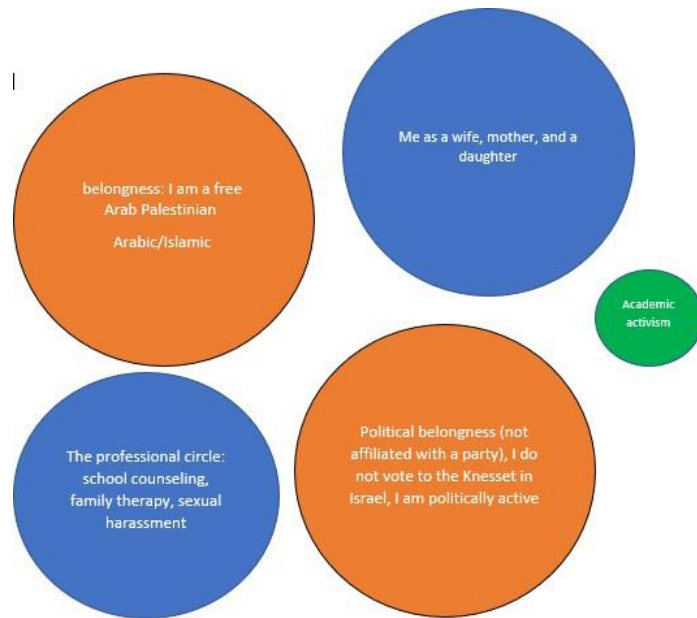 belongness: I am a free
Arab Palestinian
Arabic/Islamic
Me as a wife, mother, and a
daughter
Academic
activism
The professional circle:
school counseling,
family therapy, sexual
harassment
Political belongness (not
affiliated with a party), I do
not vote to the Knesset in
Israel, I am politically active